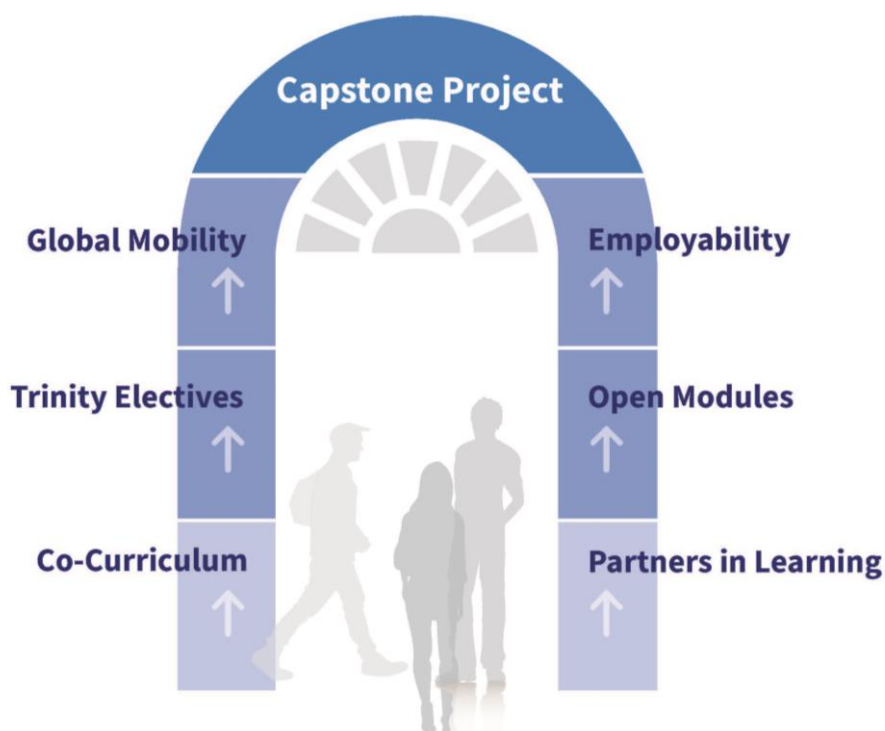 Capstone Project
Global Mobility
Employability
Trinity Electives
Open Modules
Co-Curriculum
Partners in Learning